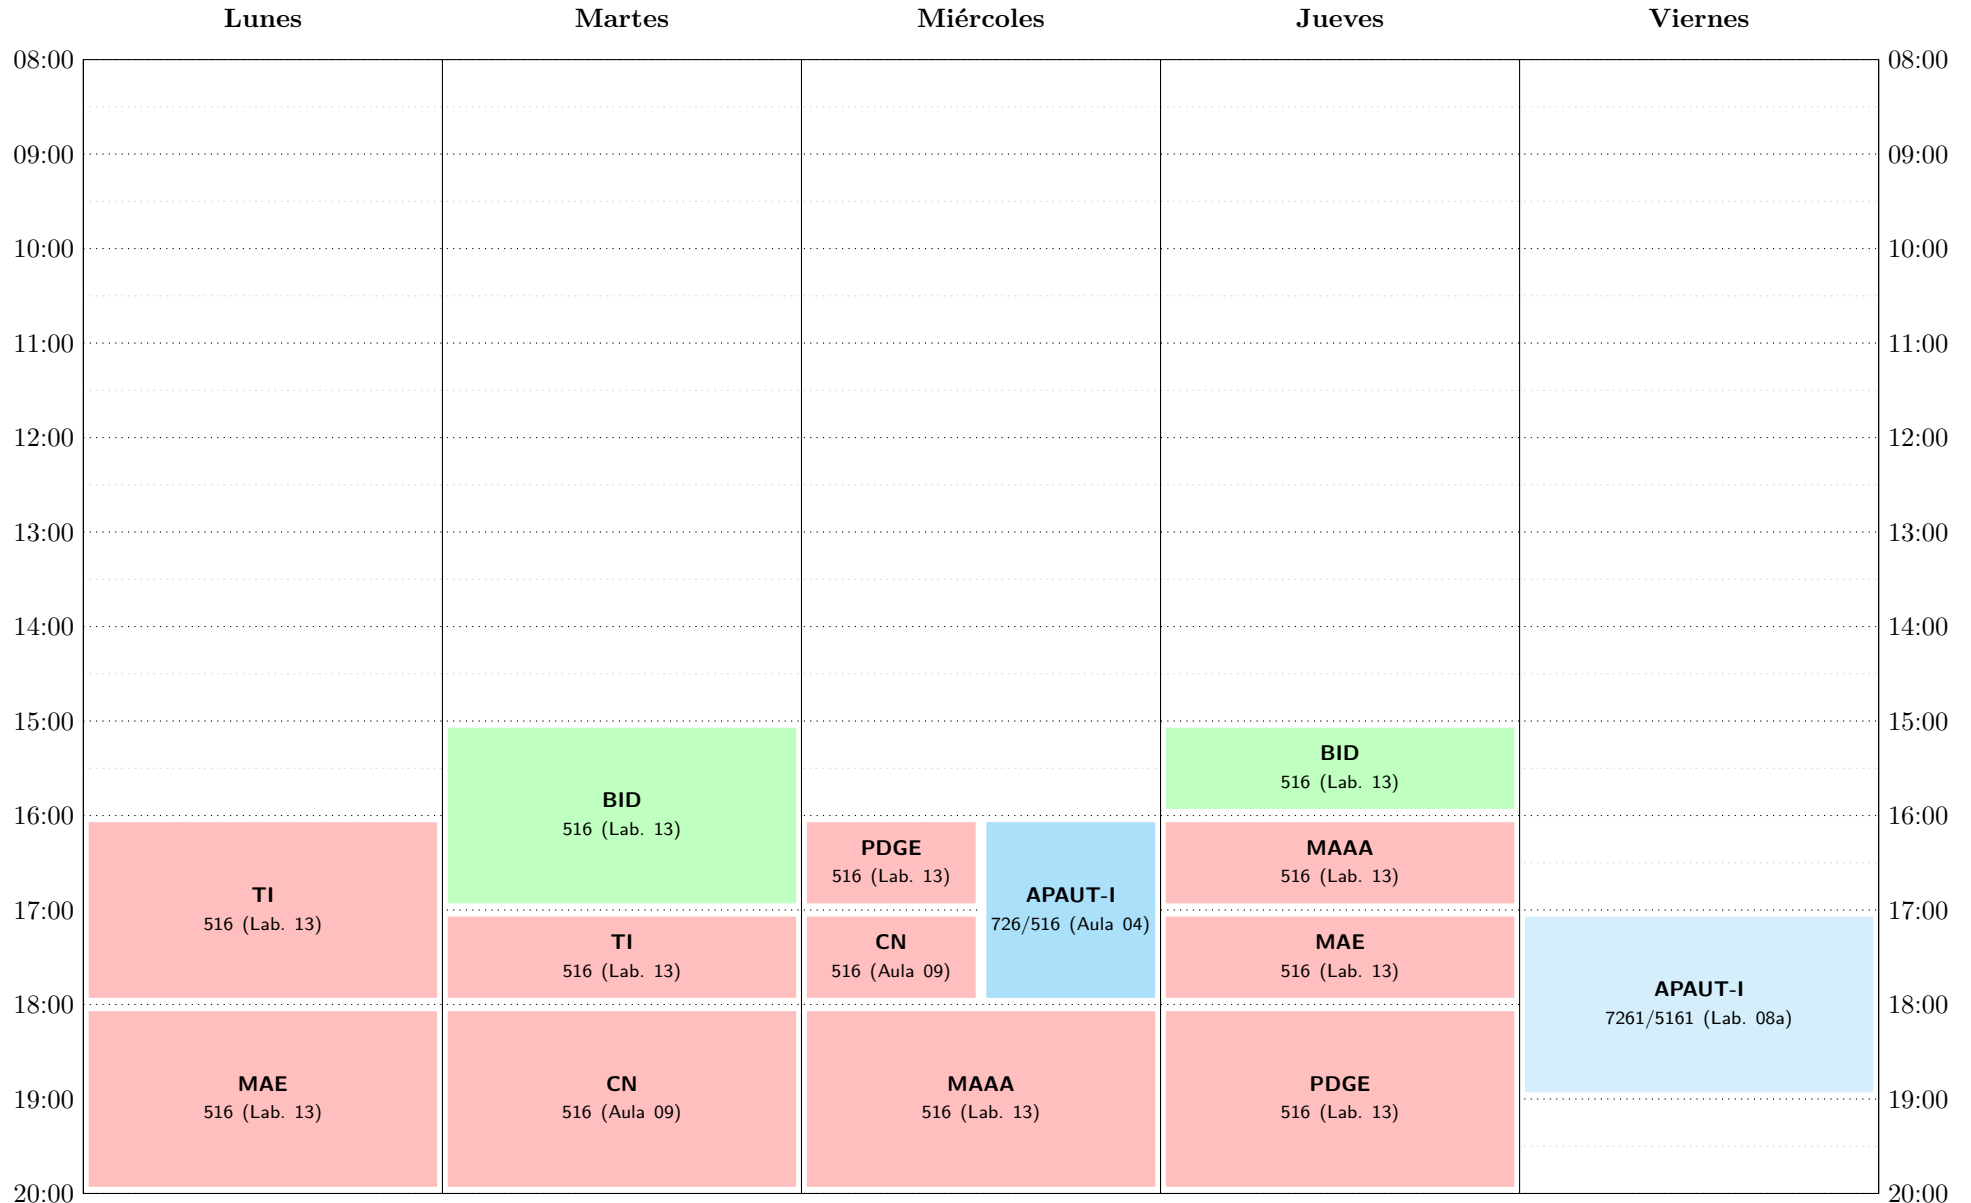 Lunes Martes Miércoles Jueves Viernes
08:00 08:00
09:00 09:00
10:00 10:00
11:00 11:00
12:00 12:00
13:00 13:00
14:00 14:00
15:00 15:00
16:00 16:00
17:00 17:00
18:00 18:00
19:00 19:00
20:00 20:00
TI
516 (Lab. 13)
MAE
516 (Lab. 13)
BID
516 (Lab. 13)
TI
516 (Lab. 13)
CN
516 (Aula 09)
PDGE
516 (Lab. 13)
APAUT-I
726/516 (Aula 04)
CN
516 (Aula 09)
MAAA
516 (Lab. 13)
BID
516 (Lab. 13)
MAAA
516 (Lab. 13)
MAE
516 (Lab. 13)
PDGE
516 (Lab. 13)
APAUT-I
7261/5161 (Lab. 08a)